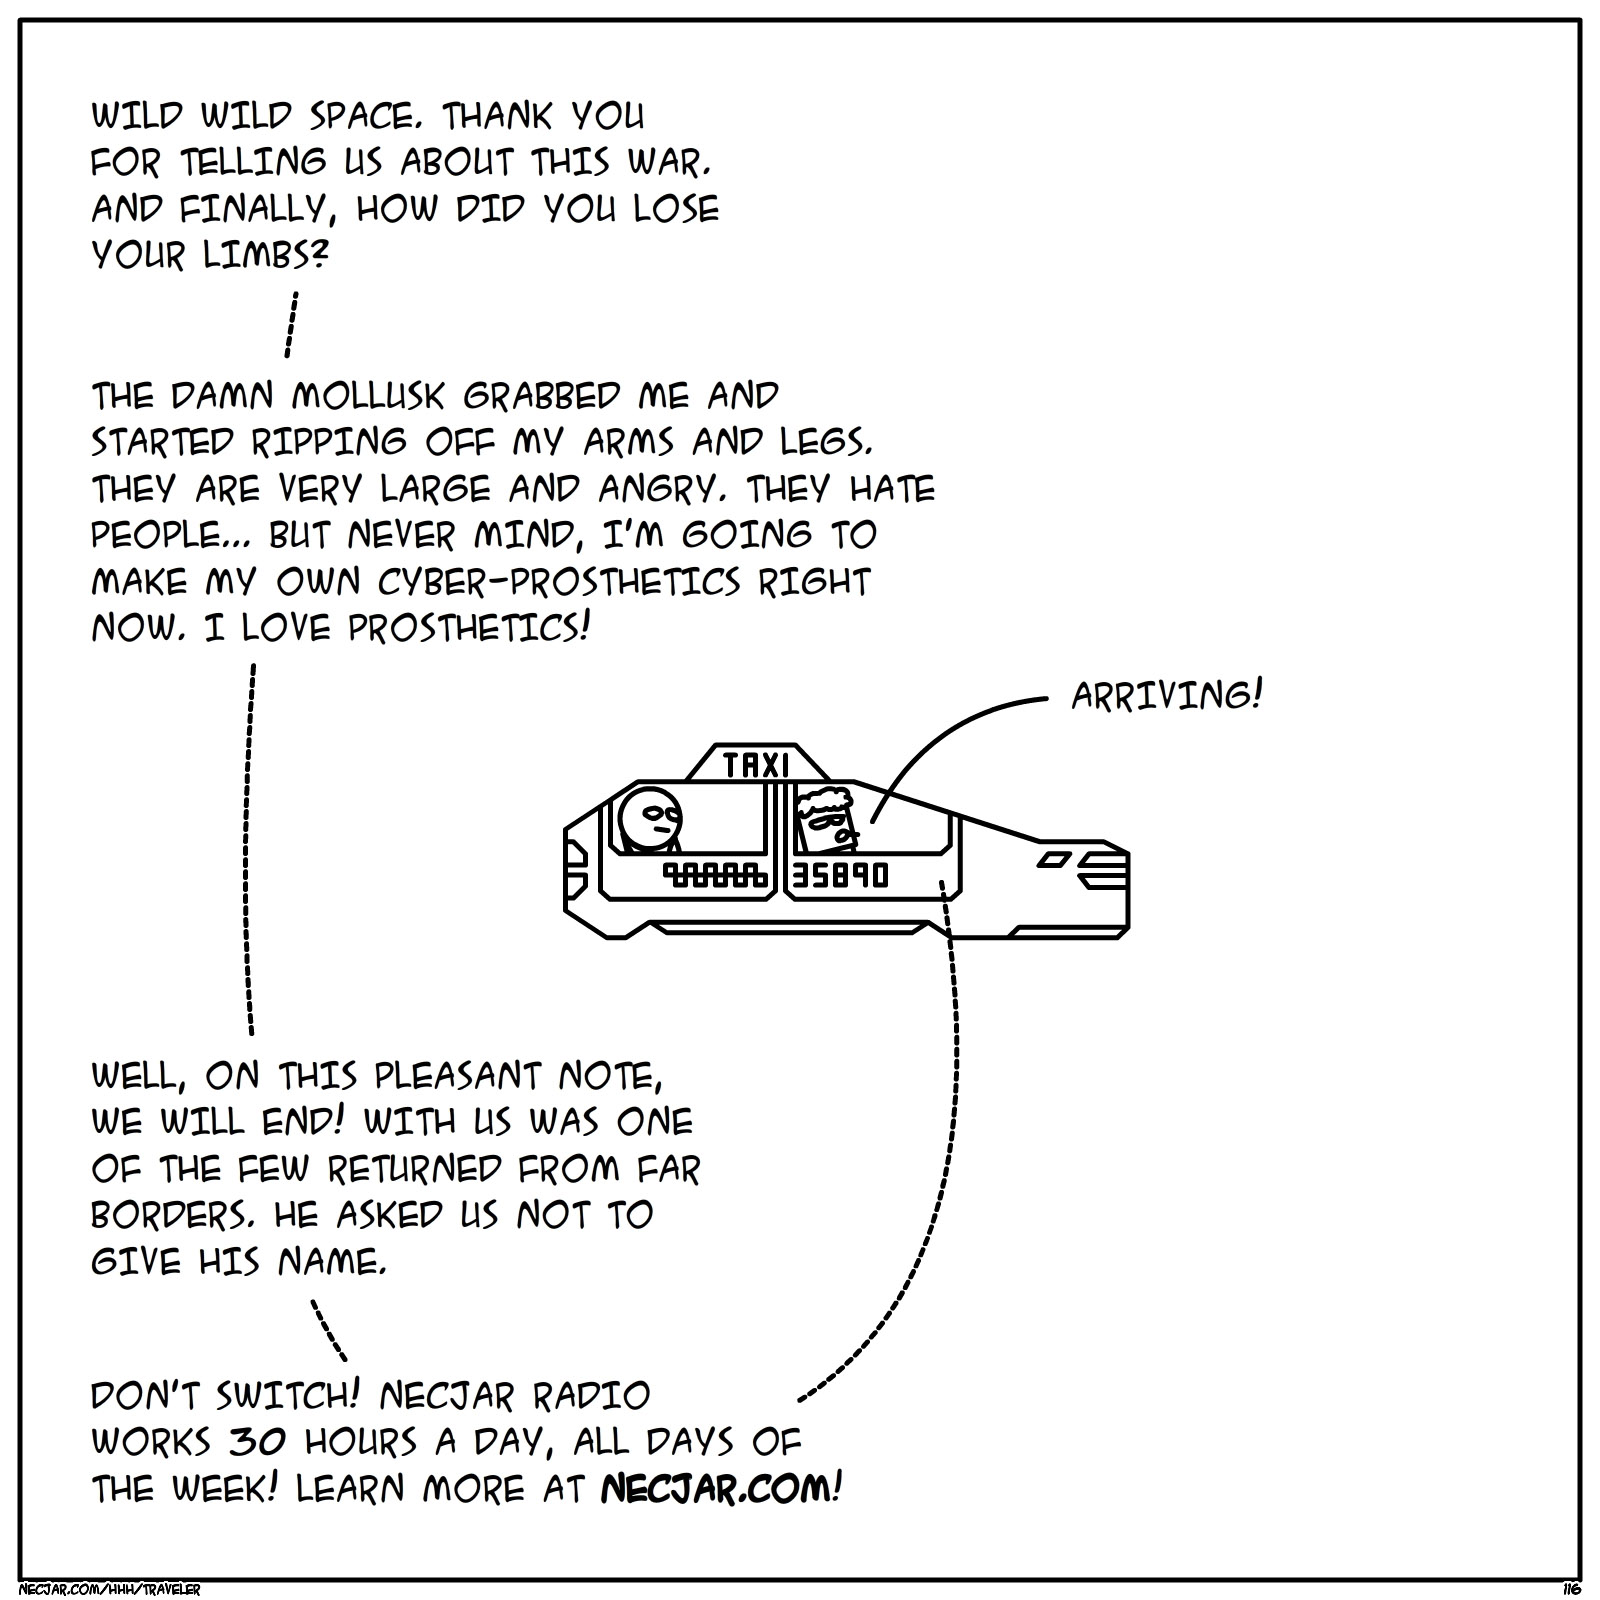 WILD WILD SPACE. THANK YOU
FOR TELLING US ABOUT THIS WAR.
AND FINALLY, HOW DID YOU LOSE
YOUR LIMBS?
THE DAMN MOLLUSK GRABBED ME AND
STARTED RIPPING OFF MY ARMS AND LEGS.
THEY ARE VERY LARGE AND ANGRY. THEY HATE
PEOPLE... BUT NEVER MIND, I'M GOING TO
MAKE MY OWN CYBER-PROSTHETICS RIGHT
NOW. I LOVE PROSTHETICS!
ARRIVING!
TAXI
35890
WELL, ON THIS PLEASANT NOTE,
WE WILL END! WITH US WAS ONE
OF THE FEW RETURNED FROM FAR
BORDERS. HE ASKED US NOT TO
GIVE HIS NAME.
DON'T SWITCH! NECJAR RADIO
WORKS 30 HOURS A DAY, ALL DAYS OF
THE WEEK! LEARN MORE AT NECJAR.COM!
NECJAR.COM/HHH/TRAVELER
116